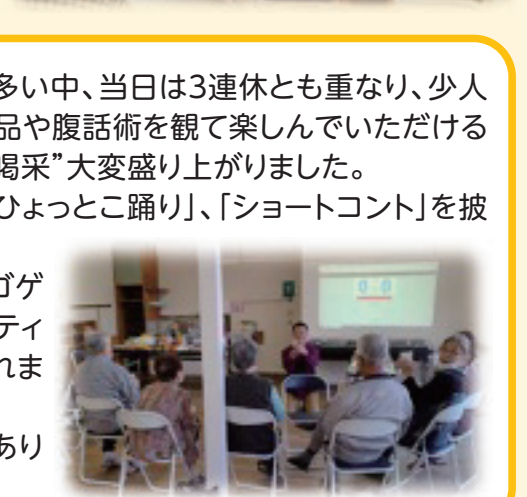 多い中、当日は3連休とも重なり、少人
品や腹話術を観て楽しんでいただける
喝采”大変盛り上がりました。
ひょっとこ踊り」、「ショートコント」を披
ゴゲ
ティ
れま
あり
0 0